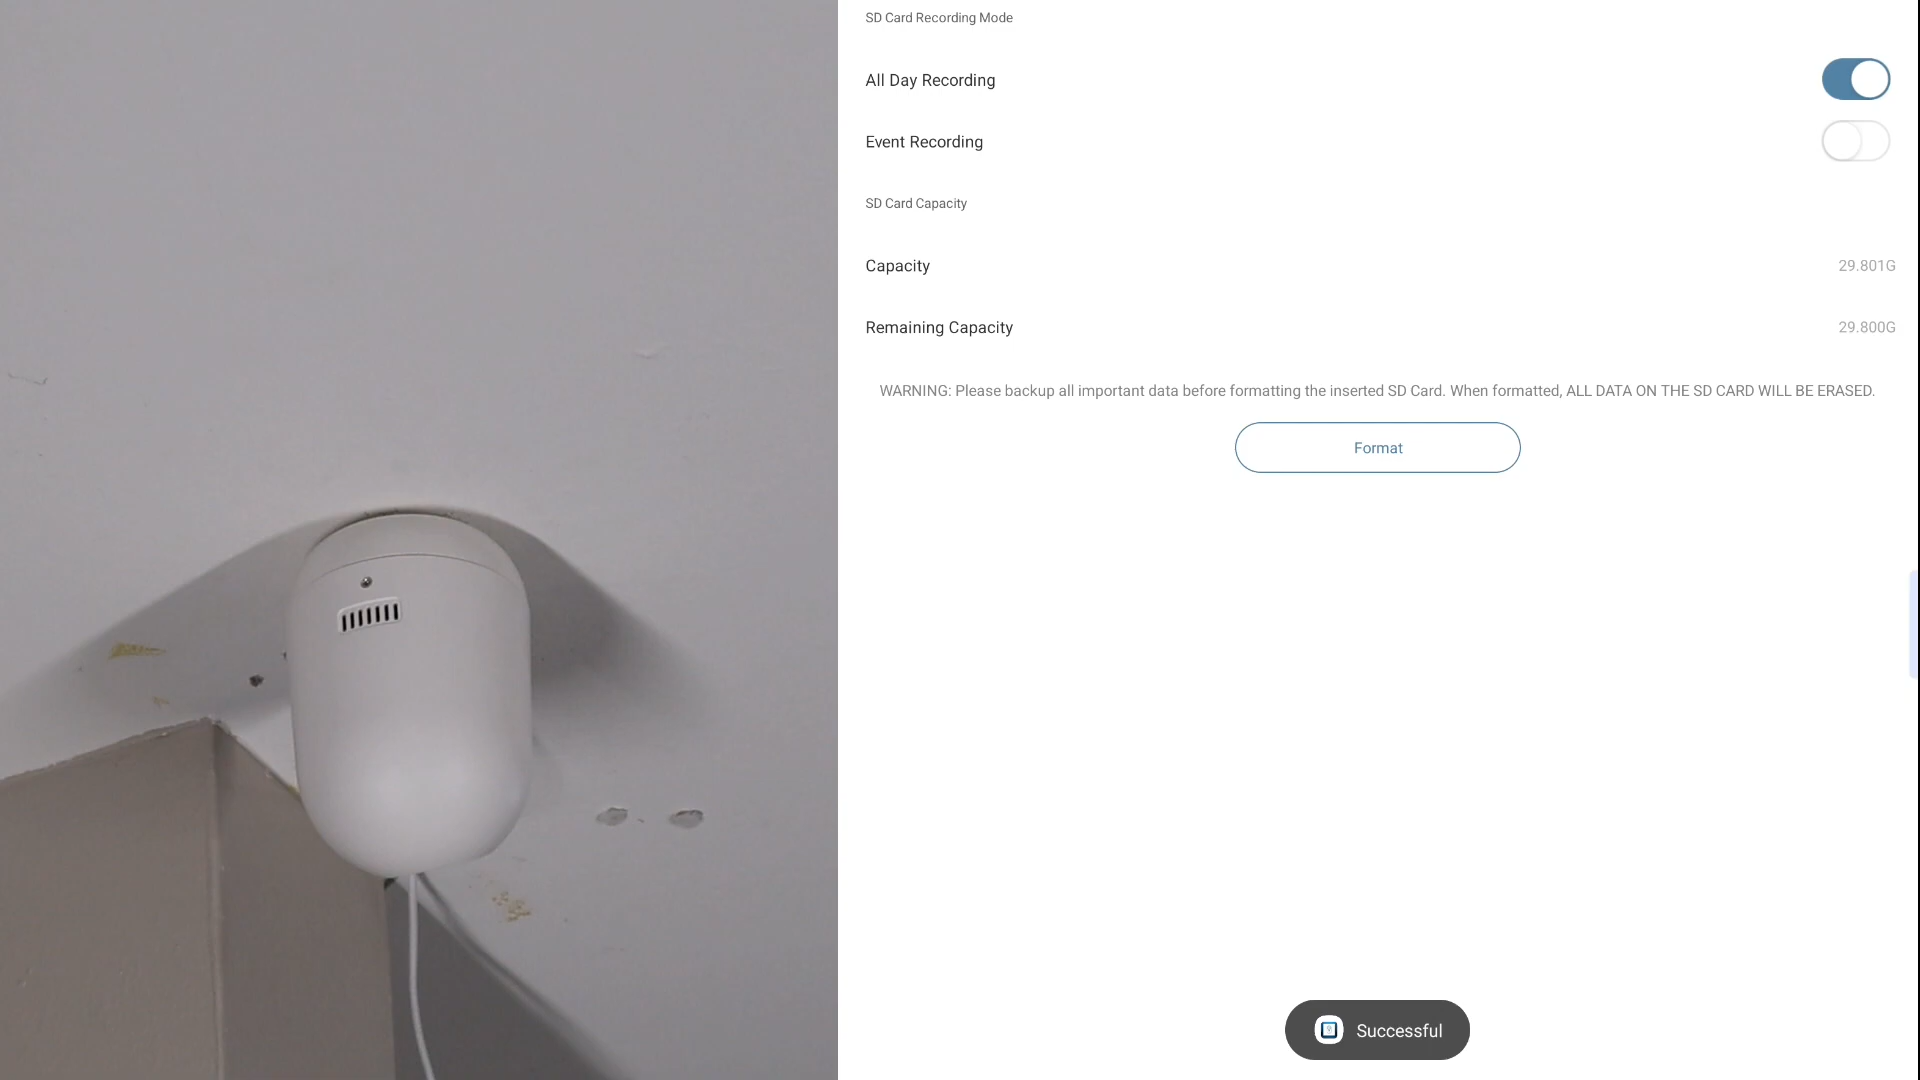 SD Card Recording Mode
All Day Recording
Event Recording
SD Card Capacity
Capacity 29.801G
Remaining Capacity 29.800G
WARNING: Please backup all important data before formatting the inserted SD Card. When formatted, ALL DATA ON THE SD CARD WILL BE ERASED.
Format
Successful